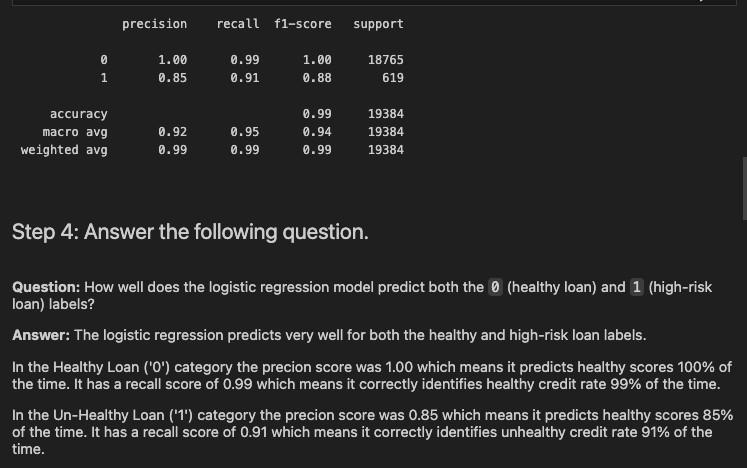 precision recall f1-score support
0 1.00 0.99 1.00 18765
1 0.85 0.91 0.88 619
accuracy 0.99 19384
macro avg 0.92 0.95 0.94 19384
weighted avg 0.99 0.99 0.99 19384
Step 4: Answer the following question.
Question: How well does the logistic regression model predict both the 0 (healthy loan) and 1 (high-risk
loan) labels?
Answer: The logistic regression predicts very well for both the healthy and high-risk loan labels.
In the Healthy Loan ('0') category the precion score was 1.00 which means it predicts healthy scores 100% of
the time. It has a recall score of 0.99 which means it correctly identifies healthy credit rate 99% of the time.
In the Un-Healthy Loan ('1') category the precion score was 0.85 which means it predicts healthy scores 85%
of the time. It has a recall score of 0.91 which means it correctly identifies unhealthy credit rate 91% of the
time.